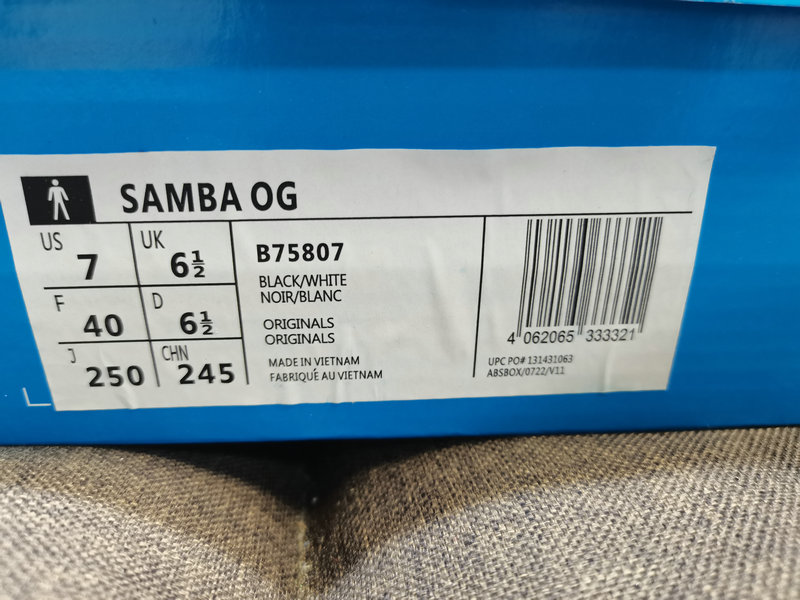 SAMBA OG
US 7 UK 6½
F 40 D 6½
J 250 CHN 245
B75807
BLACK/WHITE
NOIR/BLANC
ORIGINALS
ORIGINALS
MADE IN VIETNAM
FABRIQUÉ AU VIETNAM
4 062065 333321
UPC PO# 131431063
ABSBOX/0722/V11